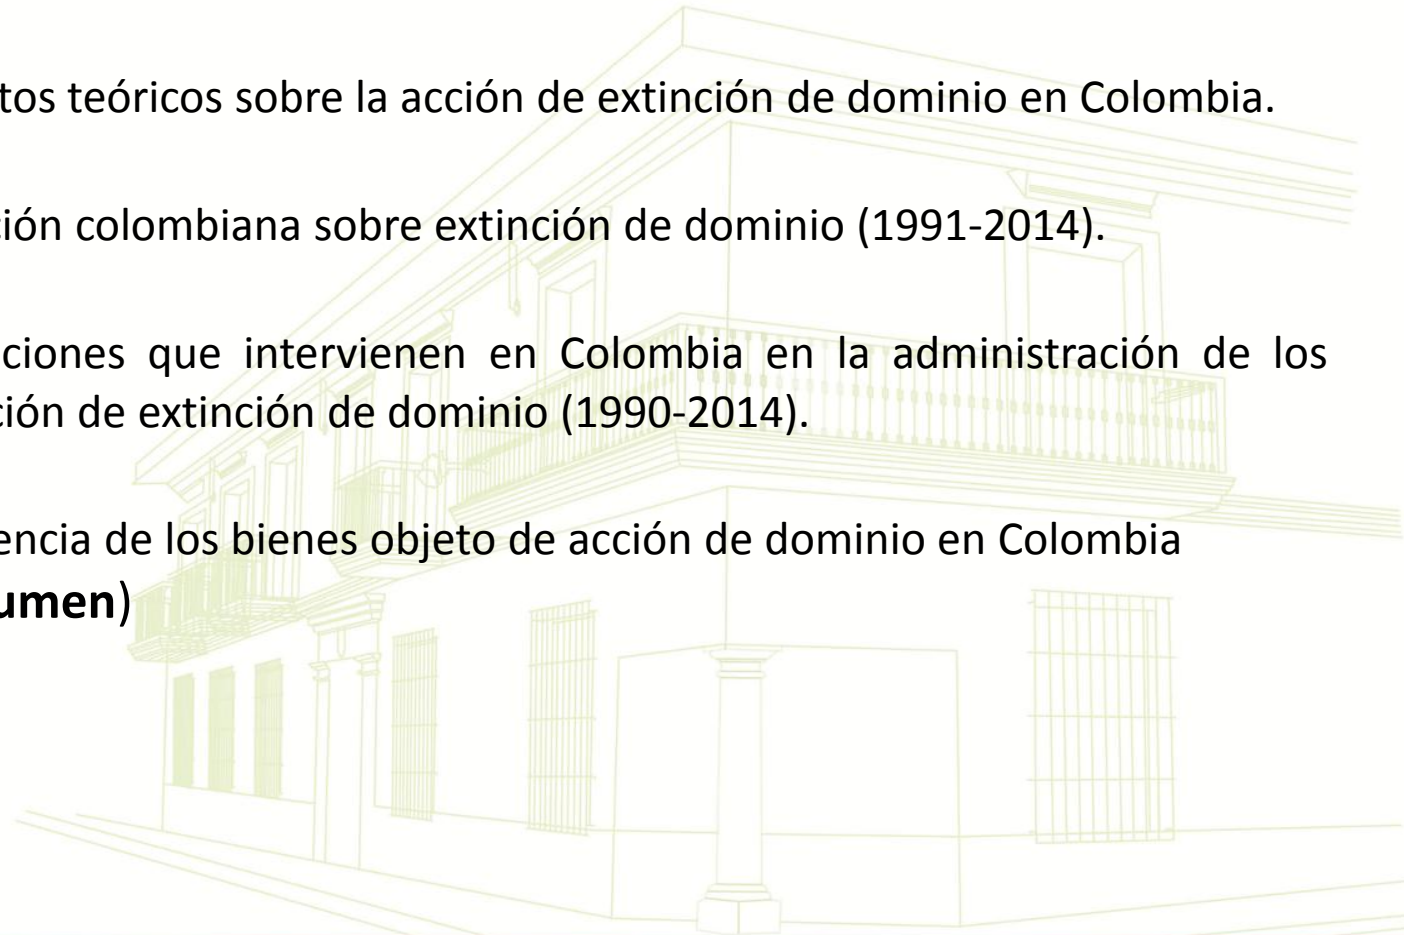 tos teóricos sobre la acción de extinción de dominio en Colombia.
ción colombiana sobre extinción de dominio (1991-2014).
ciones que intervienen en Colombia en la administración de los
ción de extinción de dominio (1990-2014).
encia de los bienes objeto de acción de dominio en Colombia
umen)